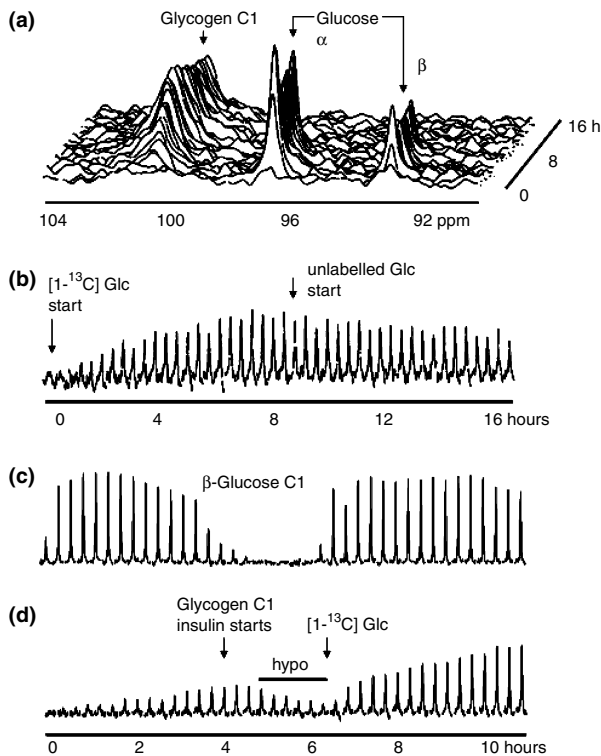 (a)
Glycogen C1
Glucose
α
β
16 h
8
0
104 100 96 92 ppm
(b)
[1-¹³C] Glc
start
unlabelled Glc
start
0 4 8 12 16 hours
(c)
β-Glucose C1
(d)
Glycogen C1
insulin starts
[1-¹³C] Glc
hypo
0 2 4 6 8 10 hours